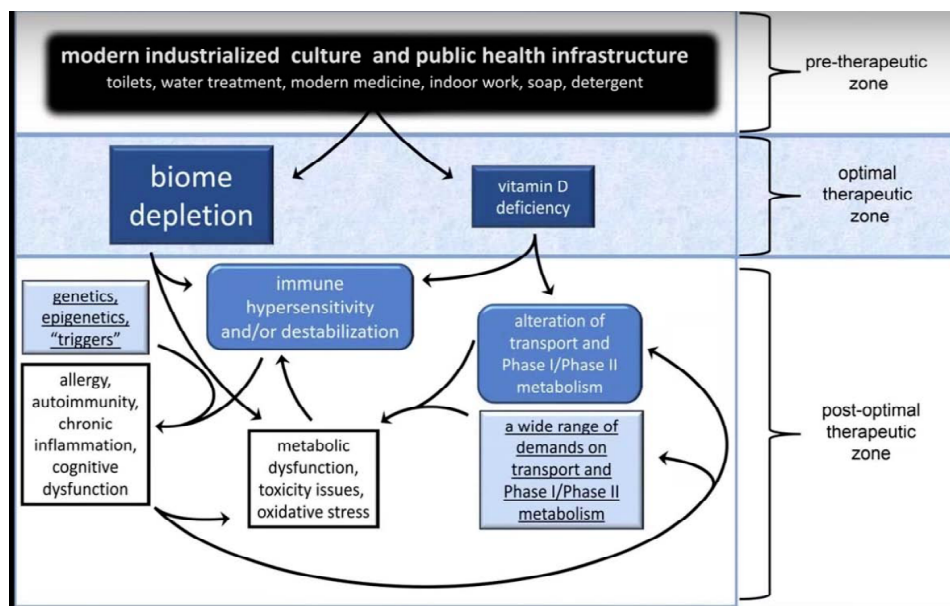 modern industrialized culture and public health infrastructure
toilets, water treatment, modern medicine, indoor work, soap, detergent
pre-therapeutic
zone
biome
depletion
vitamin D
deficiency
optimal
therapeutic
zone
immune
hypersensitivity
and/or destabilization
genetics,
epigenetics,
“triggers”
alteration of
transport and
Phase I/Phase II
metabolism
allergy,
autoimmunity,
chronic
inflammation,
cognitive
dysfunction
metabolic
dysfunction,
toxicity issues,
oxidative stress
a wide range of
demands on
transport and
Phase I/Phase II
metabolism
post-optimal
therapeutic
zone